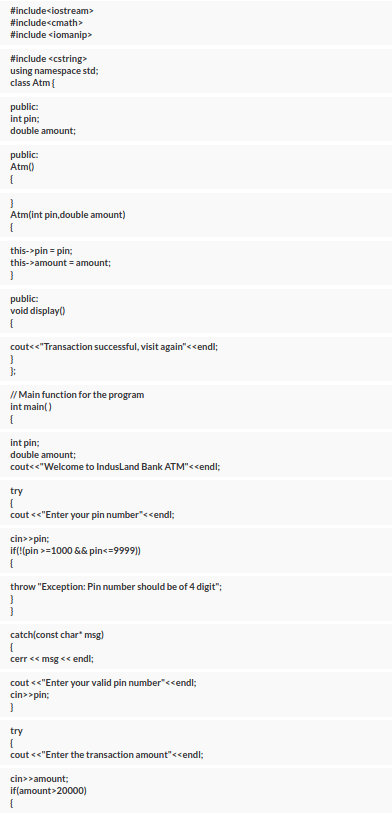 #include<iostream>
#include<cmath>
#include <iomanip>
#include <cstring>
using namespace std;
class Atm {
public:
int pin;
double amount;
public:
Atm()
{
}
Atm(int pin,double amount)
{
this->pin = pin;
this->amount = amount;
}
public:
void display()
{
cout<<"Transaction successful, visit again"<<endl;
}
};
// Main function for the program
int main( )
{
int pin;
double amount;
cout<<"Welcome to IndusLand Bank ATM"<<endl;
try
{
cout <<"Enter your pin number"<<endl;
cin>>pin;
if(!(pin >=1000 && pin<=9999))
{
throw "Exception: Pin number should be of 4 digit";
}
}
catch(const char* msg)
{
cerr << msg << endl;
cout <<"Enter your valid pin number"<<endl;
cin>>pin;
}
try
{
cout <<"Enter the transaction amount"<<endl;
cin>>amount;
if(amount>20000)
{